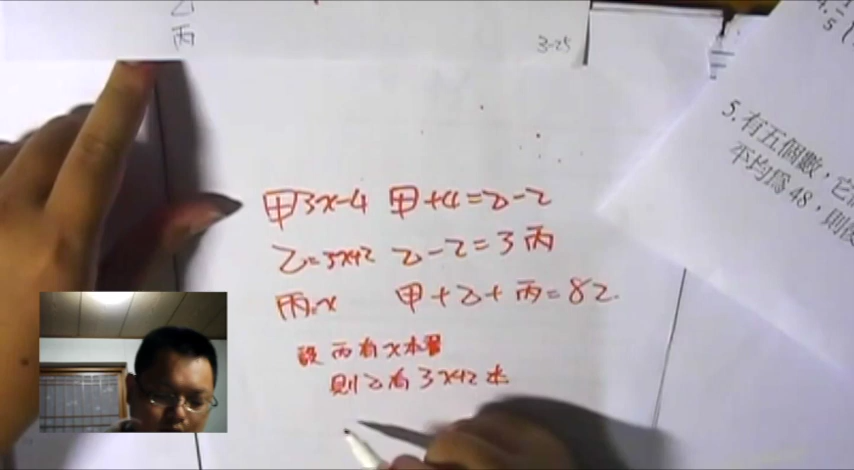 乙
丙
3-25
5. 有五個數，它
平均為48，則
甲3x-4 甲+4=乙-2
乙=3x+2 乙-2=3丙
丙=x 甲+乙+丙=82
設丙有x本
則乙有3x+2本